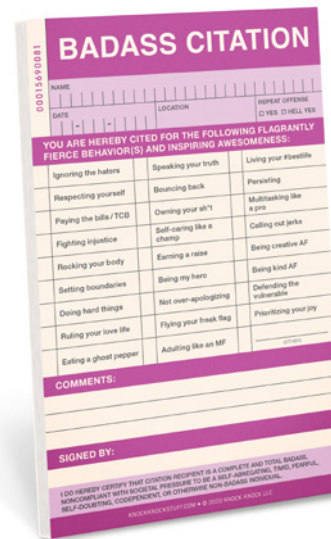 00015690081
BADASS CITATION
NAME
DATE
LOCATION
REPEAT OFFENSE
YES HELL YES
YOU ARE HEREBY CITED FOR THE FOLLOWING FLAGRANTLY
FIERCE BEHAVIOR(S) AND INSPIRING AWESOMENESS:
Ignoring the haters
Respecting yourself
Paying the bills / TCB
Fighting injustice
Rocking your body
Setting boundaries
Doing hard things
Ruling your love life
Eating a ghost pepper
Speaking your truth
Bouncing back
Owning your sh*t
Self-caring like a
champ
Earning a raise
Being my hero
Not over-apologizing
Flying your freak flag
Adulting like an MF
Living your #bestlife
Persisting
Multitasking like
a pro
Calling out jerks
Being creative AF
Being kind AF
Defending the
vulnerable
Prioritizing your joy
(OTHER)
COMMENTS:
SIGNED BY:
I DO HEREBY CERTIFY THAT CITATION RECIPIENT IS A COMPLETE AND TOTAL BADASS,
NONCOMPLIANT WITH SOCIETAL PRESSURE TO BE A SELF-ABNEGATING, TIMID, FEARFUL,
SELF-DOUBTING, CODEPENDENT, OR OTHERWISE NON-BADASS INDIVIDUAL.
KNOCKKNOCKSTUFF.COM • © 2020 KNOCK KNOCK LLC